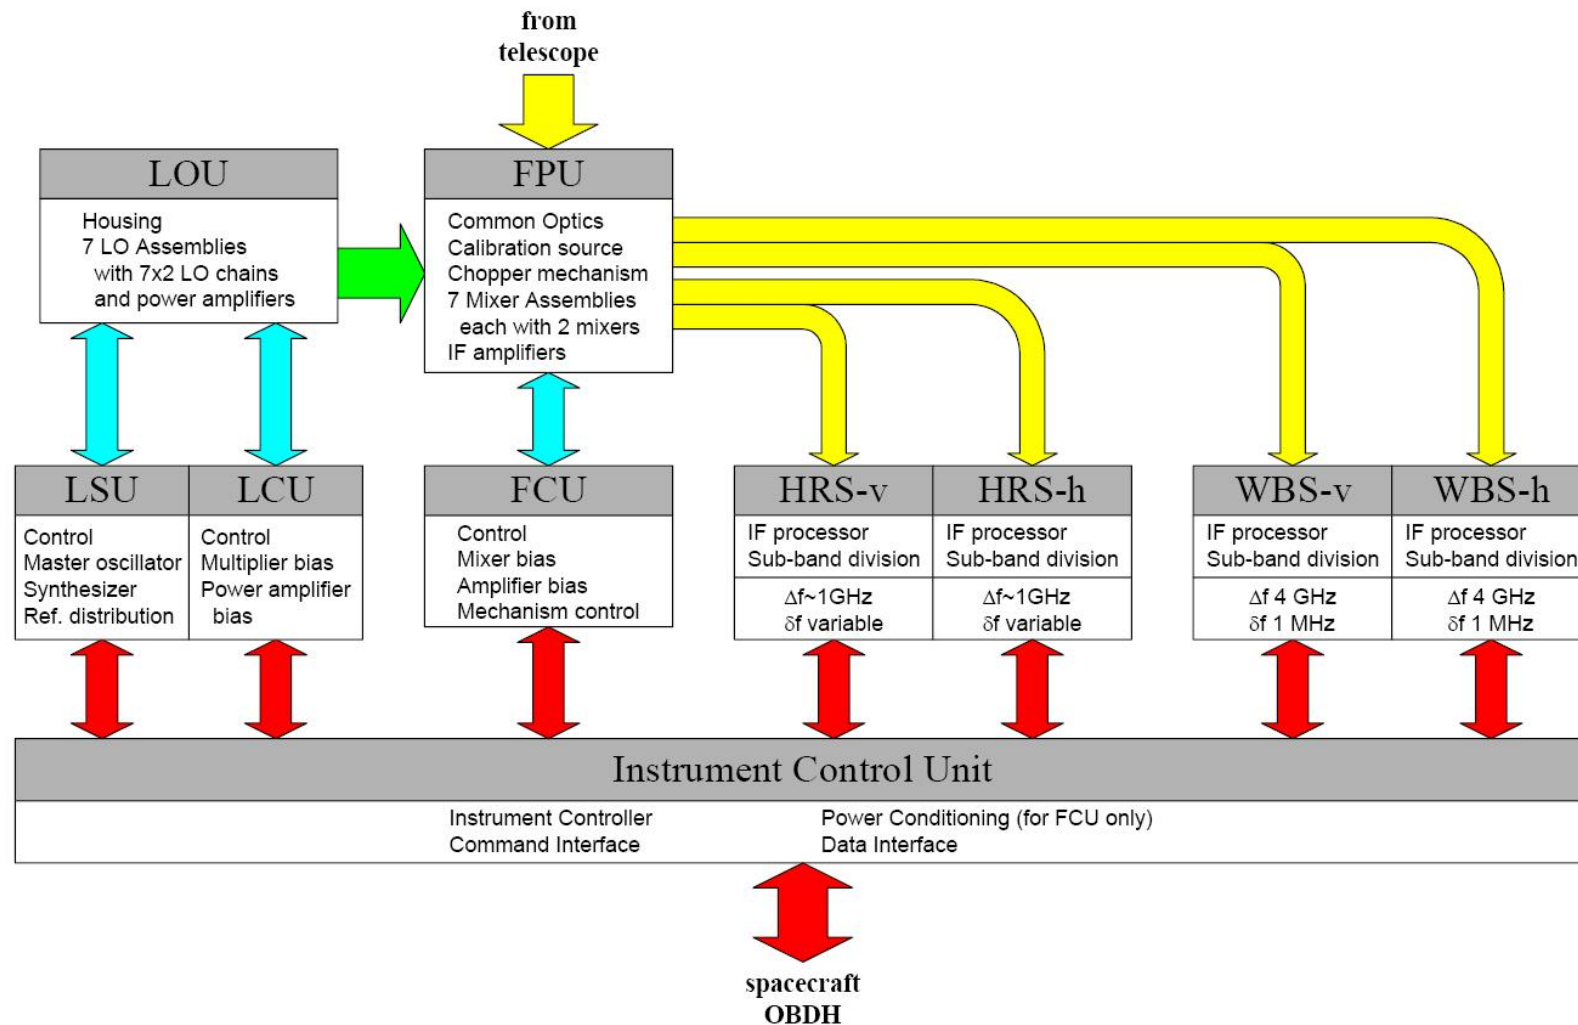 from
telescope
LOU
Housing
7 LO Assemblies
with 7x2 LO chains
and power amplifiers
FPU
Common Optics
Calibration source
Chopper mechanism
7 Mixer Assemblies
each with 2 mixers
IF amplifiers
LSU
Control
Master oscillator
Synthesizer
Ref. distribution
LCU
Control
Multiplier bias
Power amplifier
bias
FCU
Control
Mixer bias
Amplifier bias
Mechanism control
HRS-v
IF processor
Sub-band division
Δf~1GHz
δf variable
HRS-h
IF processor
Sub-band division
Δf~1GHz
δf variable
WBS-v
IF processor
Sub-band division
Δf 4 GHz
δf 1 MHz
WBS-h
IF processor
Sub-band division
Δf 4 GHz
δf 1 MHz
Instrument Control Unit
Instrument Controller
Command Interface
Power Conditioning (for FCU only)
Data Interface
spacecraft
OBDH